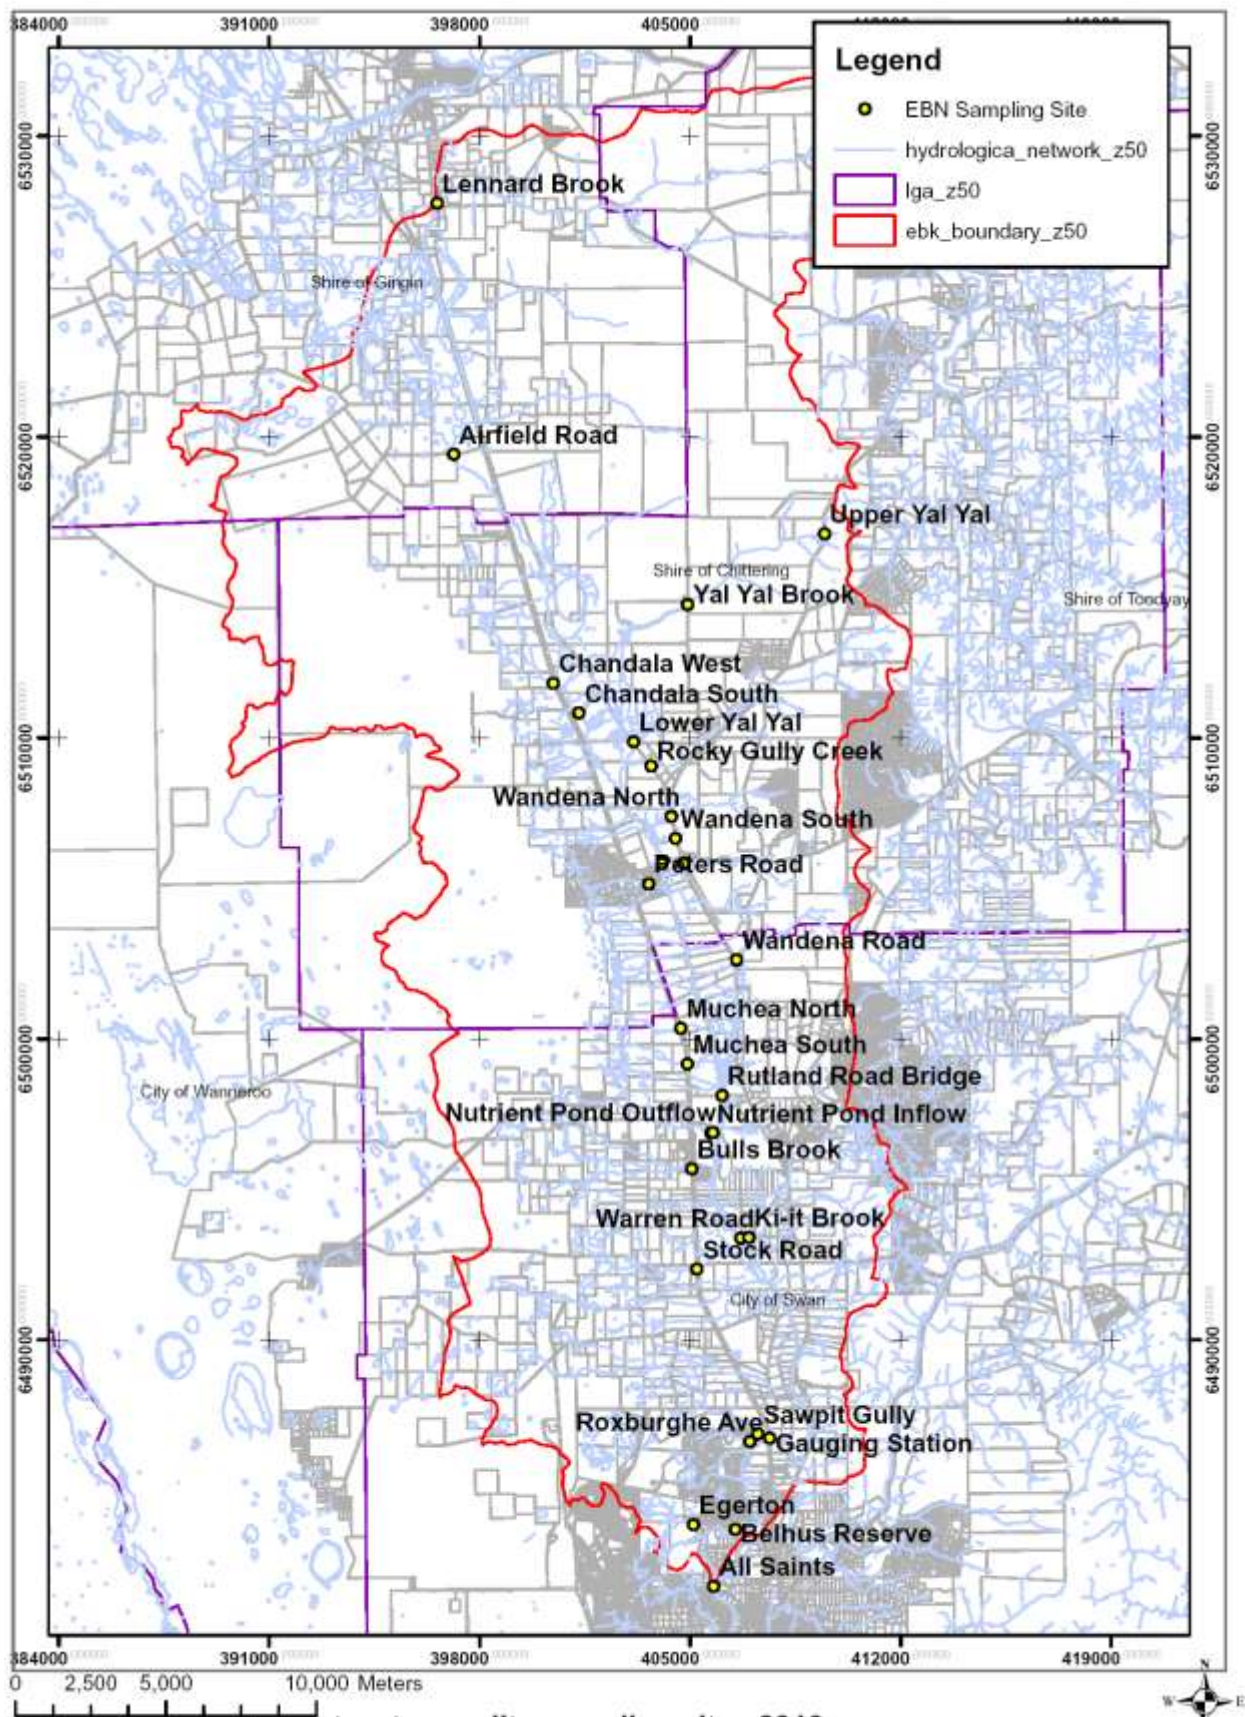 384000 391000 398000 405000
Legend
EBN Sampling Site
hydrologica_network_z50
lga_z50
ebk_boundary_z50
6530000 6530000
Lennard Brook
Shire of Gingin
6520000 6520000
Airfield Road
Upper Yal Yal
Shire of Chittering
Yal Yal Brook
Shire of Toodyay
Chandala West
Chandala South
Lower Yal Yal
6510000 6510000
Rocky Gully Creek
Wandena North
Wandena South
Peters Road
Wandena Road
Muchea North
6500000 6500000
Muchea South
Rutland Road Bridge
City of Wanneroo
Nutrient Pond Outflow Nutrient Pond Inflow
Bulls Brook
Warren Road Ki-it Brook
Stock Road
City of Swan
6490000 6490000
Roxburghe Ave Sawpit Gully
Gauging Station
Egerton
Belhus Reserve
All Saints
384000 391000 398000 405000 412000 419000
0 2,500 5,000 10,000 Meters
W E